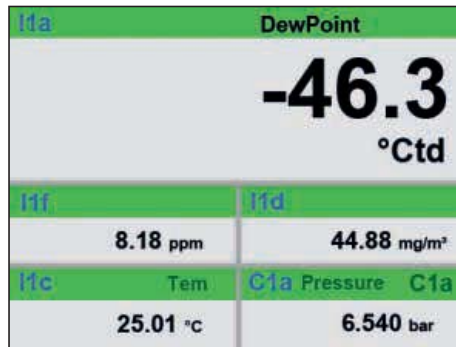 I1a DewPoint
-46.3
°Ctd
I1f I1d
8.18 ppm 44.88 mg/m³
I1c Tem C1a Pressure C1a
25.01 °C 6.540 bar